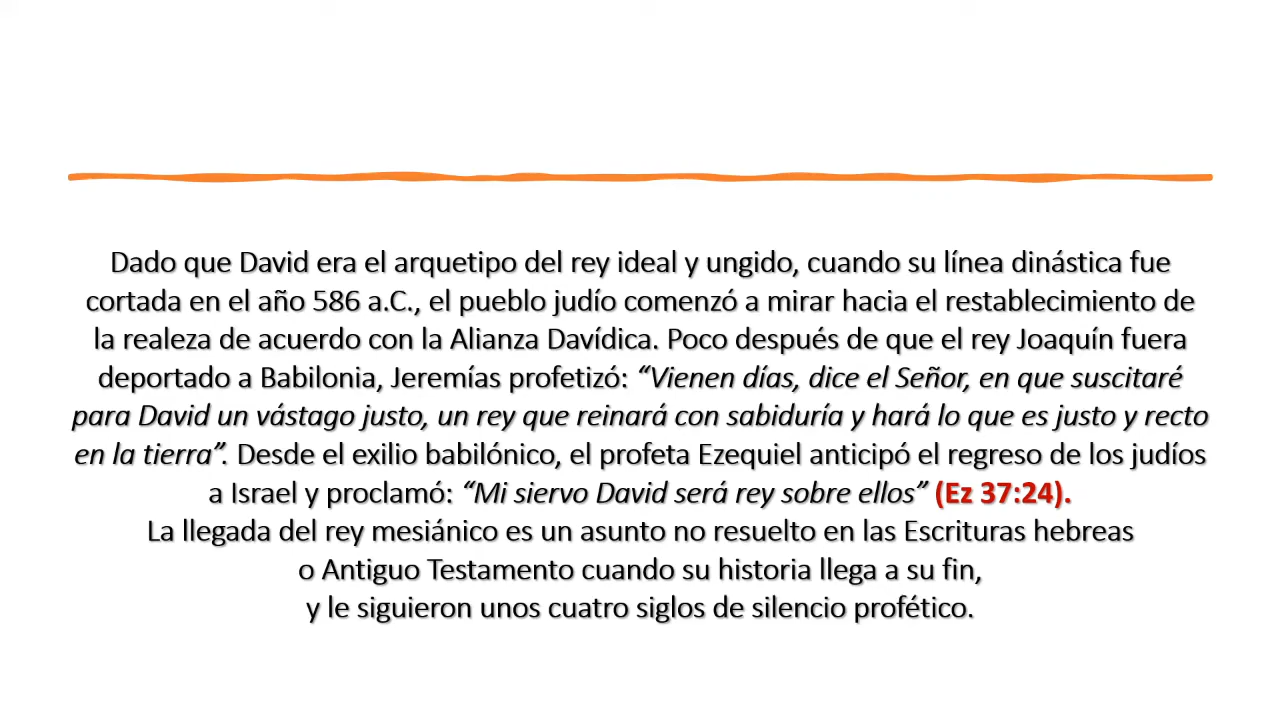 Dado que David era el arquetipo del rey ideal y ungido, cuando su línea dinástica fue
cortada en el año 586 a.C., el pueblo judío comenzó a mirar hacia el restablecimiento de
la realeza de acuerdo con la Alianza Davídica. Poco después de que el rey Joaquín fuera
deportado a Babilonia, Jeremías profetizó: “Vienen días, dice el Señor, en que suscitaré
para David un vástago justo, un rey que reinará con sabiduría y hará lo que es justo y recto
en la tierra”. Desde el exilio babilónico, el profeta Ezequiel anticipó el regreso de los judíos
a Israel y proclamó: “Mi siervo David será rey sobre ellos” (Ez 37:24).
La llegada del rey mesiánico es un asunto no resuelto en las Escrituras hebreas
o Antiguo Testamento cuando su historia llega a su fin,
y le siguieron unos cuatro siglos de silencio profético.